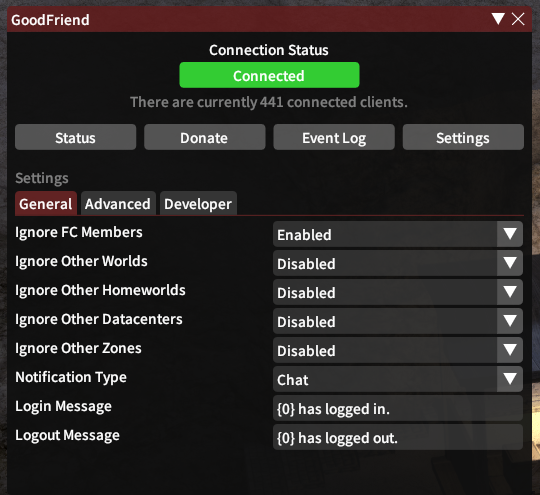 GoodFriend
Connection Status
Connected
There are currently 441 connected clients.
Status Donate Event Log Settings
Settings
General Advanced Developer
Ignore FC Members Enabled
Ignore Other Worlds Disabled
Ignore Other Homeworlds Disabled
Ignore Other Datacenters Disabled
Ignore Other Zones Disabled
Notification Type Chat
Login Message {0} has logged in.
Logout Message {0} has logged out.